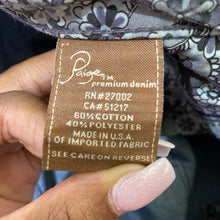 Paige™
premium denim
RN#27002
CA#51217
60% COTTON
40% POLYESTER
MADE IN U.S.A.
OF IMPORTED FABRIC
SEE CARE ON REVERSE